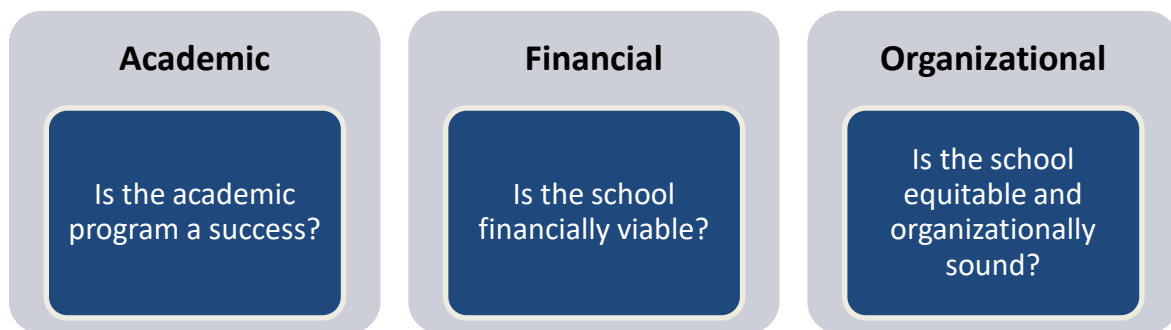 Academic
Is the academic
program a success?
Financial
Is the school
financially viable?
Organizational
Is the school
equitable and
organizationally
sound?